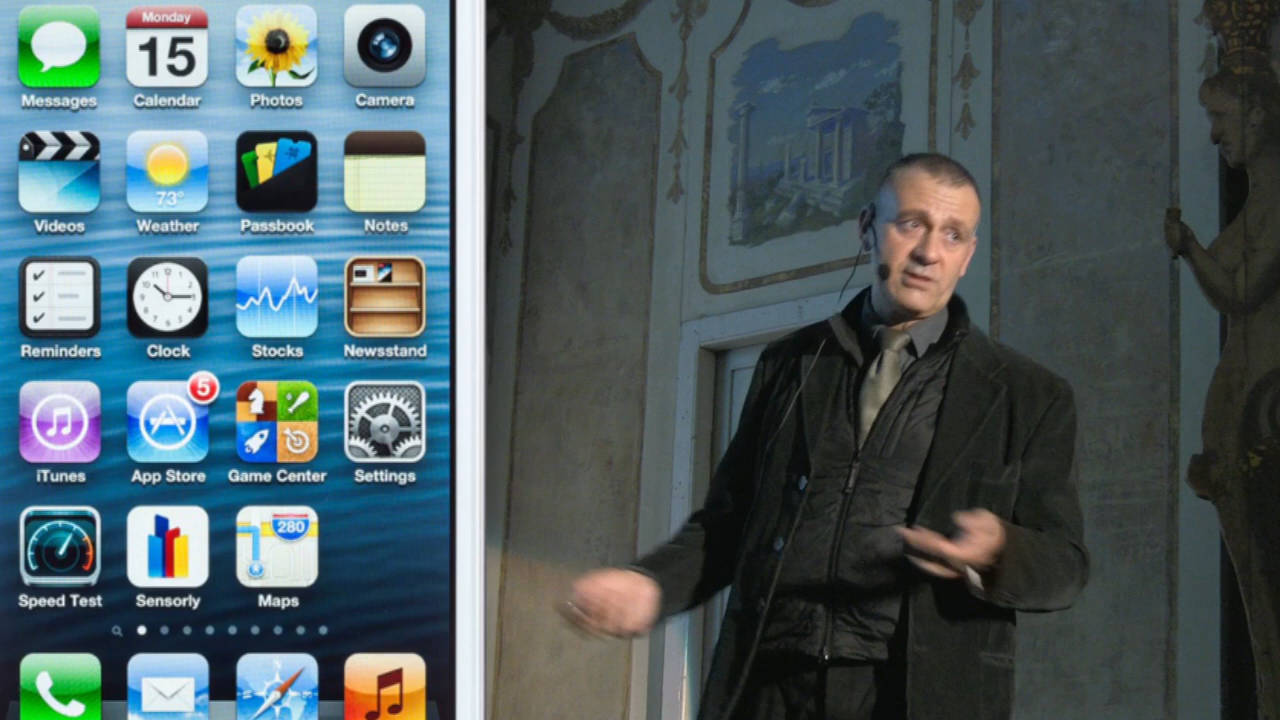 Monday
15
Messages Calendar Photos Camera
73°
Videos Weather Passbook Notes
Reminders Clock Stocks Newsstand
5
iTunes App Store Game Center Settings
280
Speed Test Sensorly Maps